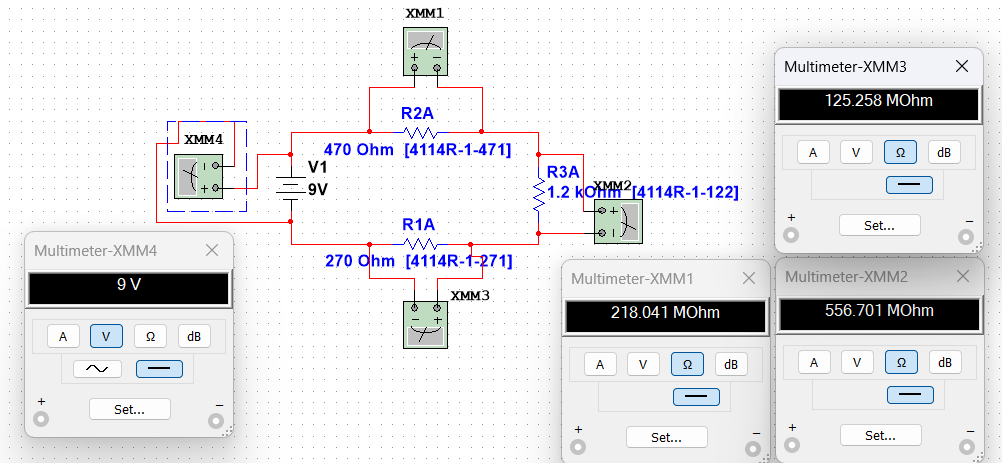 XMM1
+ −
R2A
470 Ohm [4114R-1-471]
XMM4
−
+
V1
9V
R3A
1.2 kOhm [4114R-1-122]
XMM2
+
−
R1A
270 Ohm [4114R-1-271]
XMM3
− +
Multimeter-XMM3
125.258 MOhm
A V Ω dB
+ −
Set...
Multimeter-XMM4
9 V
A V Ω dB
+ −
Set...
Multimeter-XMM1
218.041 MOhm
A V Ω dB
+ −
Set...
Multimeter-XMM2
556.701 MOhm
A V Ω dB
+ −
Set...